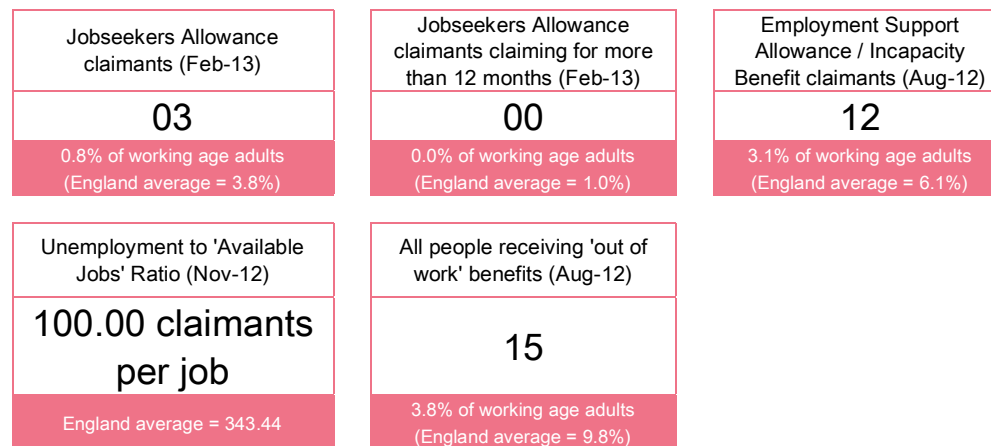 Jobseekers Allowance
claimants (Feb-13)
03
0.8% of working age adults
(England average = 3.8%)
Jobseekers Allowance
claimants claiming for more
than 12 months (Feb-13)
00
0.0% of working age adults
(England average = 1.0%)
Employment Support
Allowance / Incapacity
Benefit claimants (Aug-12)
12
3.1% of working age adults
(England average = 6.1%)
Unemployment to 'Available
Jobs' Ratio (Nov-12)
100.00 claimants
per job
England average = 343.44
All people receiving 'out of
work' benefits (Aug-12)
15
3.8% of working age adults
(England average = 9.8%)